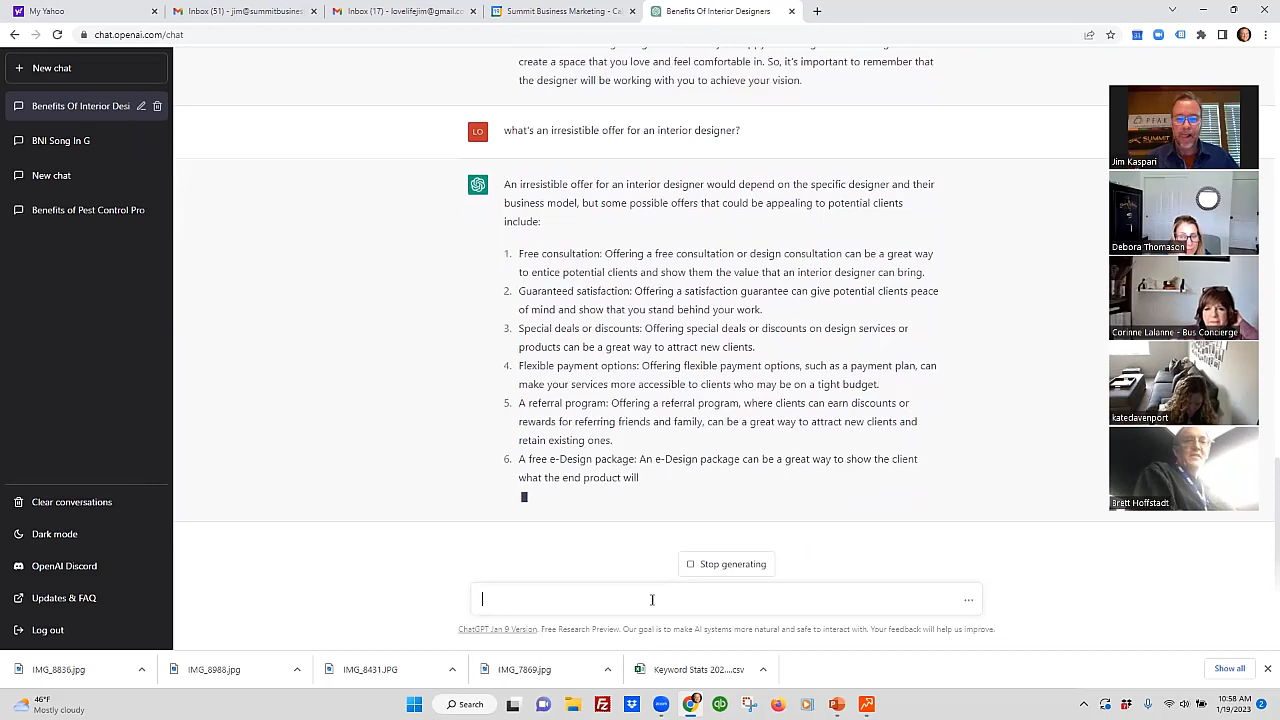 My Yahoo
Inbox (51) - jim@summitbusines
Inbox (17) - lovelifejim@gmail.co
Summit Business Marketing - Cal
Benefits Of Interior Designers
chat.openai.com/chat
New chat
Benefits Of Interior Desi
BNI Song In G
New chat
Benefits of Pest Control Pro
Clear conversations
Dark mode
OpenAI Discord
Updates & FAQ
Log out
create a space that you love and feel comfortable in. So, it's important to remember that
the designer will be working with you to achieve your vision.
LO
what's an irresistible offer for an interior designer?
An irresistible offer for an interior designer would depend on the specific designer and their
business model, but some possible offers that could be appealing to potential clients
include:
1. Free consultation: Offering a free consultation or design consultation can be a great way
to entice potential clients and show them the value that an interior designer can bring.
2. Guaranteed satisfaction: Offering a satisfaction guarantee can give potential clients peace
of mind and show that you stand behind your work.
3. Special deals or discounts: Offering special deals or discounts on design services or
products can be a great way to attract new clients.
4. Flexible payment options: Offering flexible payment options, such as a payment plan, can
make your services more accessible to clients who may be on a tight budget.
5. A referral program: Offering a referral program, where clients can earn discounts or
rewards for referring friends and family, can be a great way to attract new clients and
retain existing ones.
6. A free e-Design package: An e-Design package can be a great way to show the client
what the end product will
Stop generating
ChatGPT Jan 9 Version. Free Research Preview. Our goal is to make AI systems more natural and safe to interact with. Your feedback will help us improve.
PEAK
SUMMIT
Jim Kaspari
Debora Thomason
Corinne Lalanne - Bus Concierge
katedavenport
Brett Hoffstadt
IMG_8836.jpg
IMG_8988.jpg
IMG_8431.JPG
IMG_7869.jpg
Keyword Stats 202....csv
Show all
46°F
Mostly cloudy
Search
10:58 AM
1/19/2023
2